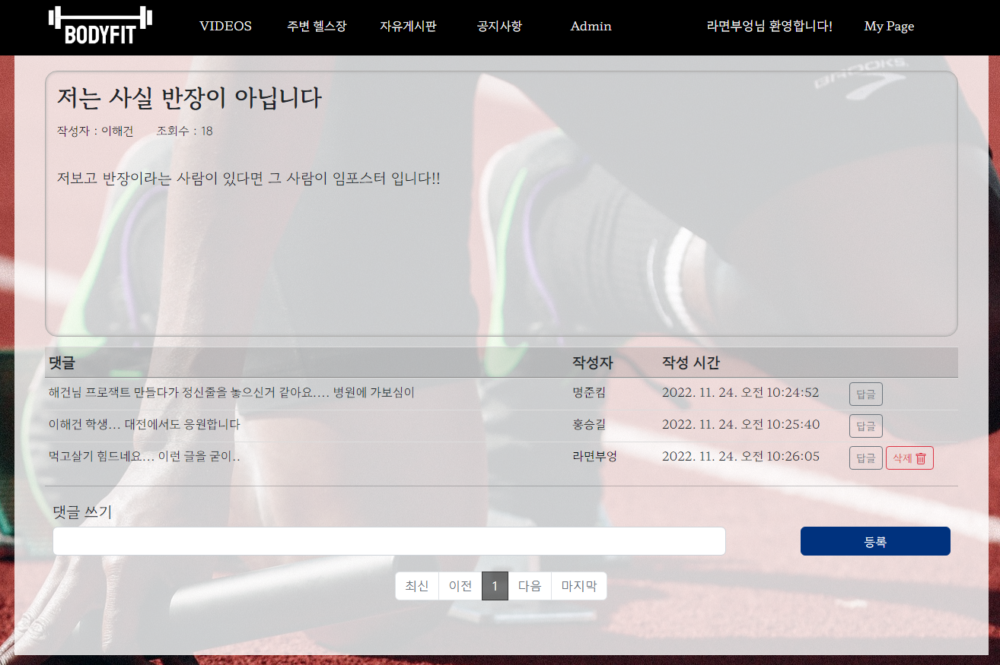 BODYFIT VIDEOS 주변 헬스장 자유게시판 공지사항 Admin 라면부엉님 환영합니다! My Page
BROOKS
저는 사실 반장이 아닙니다
작성자 : 이해건 조회수 : 18
저보고 반장이라는 사람이 있다면 그 사람이 임포스터 입니다!!
댓글 작성자 작성 시간
해건님 프로잭트 만들다가 정신줄을 놓으신거 같아요.... 병원에 가보심이 명준킴 2022. 11. 24. 오전 10:24:52 답글
이해건 학생... 대전에서도 응원합니다 홍승길 2022. 11. 24. 오전 10:25:40 답글
먹고살기 힘드네요... 이런 글을 굳이.. 라면부엉 2022. 11. 24. 오전 10:26:05 답글 삭제
댓글 쓰기
등록
최신 이전 1 다음 마지막